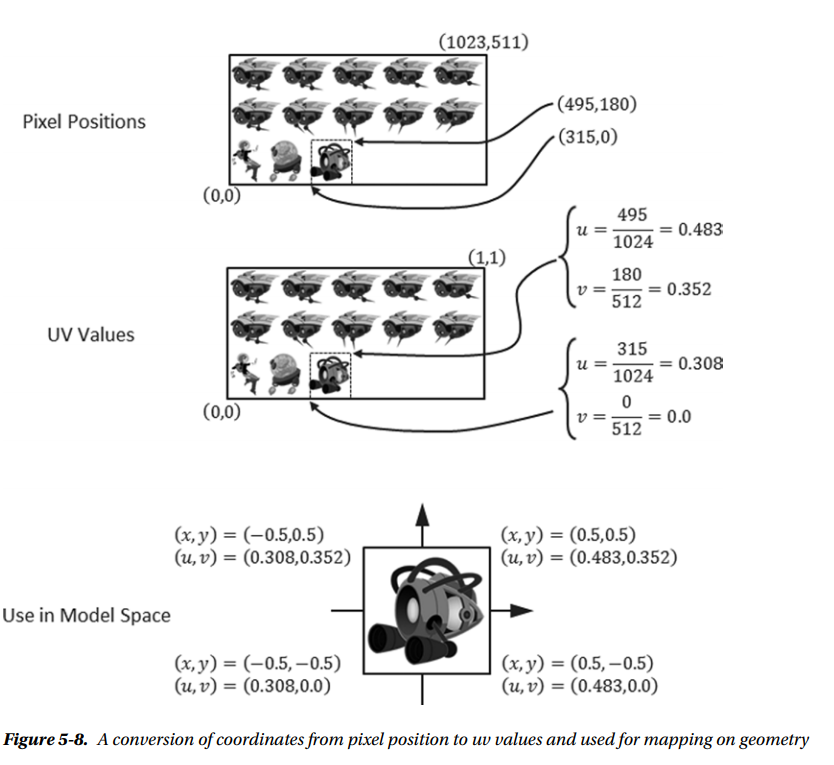 (1023,511)
Pixel Positions
(495,180)
(315,0)
(0,0)
u = 495/1024 = 0.483
v = 180/512 = 0.352
(1,1)
UV Values
u = 315/1024 = 0.308
v = 0/512 = 0.0
(0,0)
(x,y) = (−0.5,0.5)
(u,v) = (0.308,0.352)
(x,y) = (0.5,0.5)
(u,v) = (0.483,0.352)
Use in Model Space
(x,y) = (−0.5,−0.5)
(u,v) = (0.308,0.0)
(x,y) = (0.5,−0.5)
(u,v) = (0.483,0.0)
Figure 5-8. A conversion of coordinates from pixel position to uv values and used for mapping on geometry